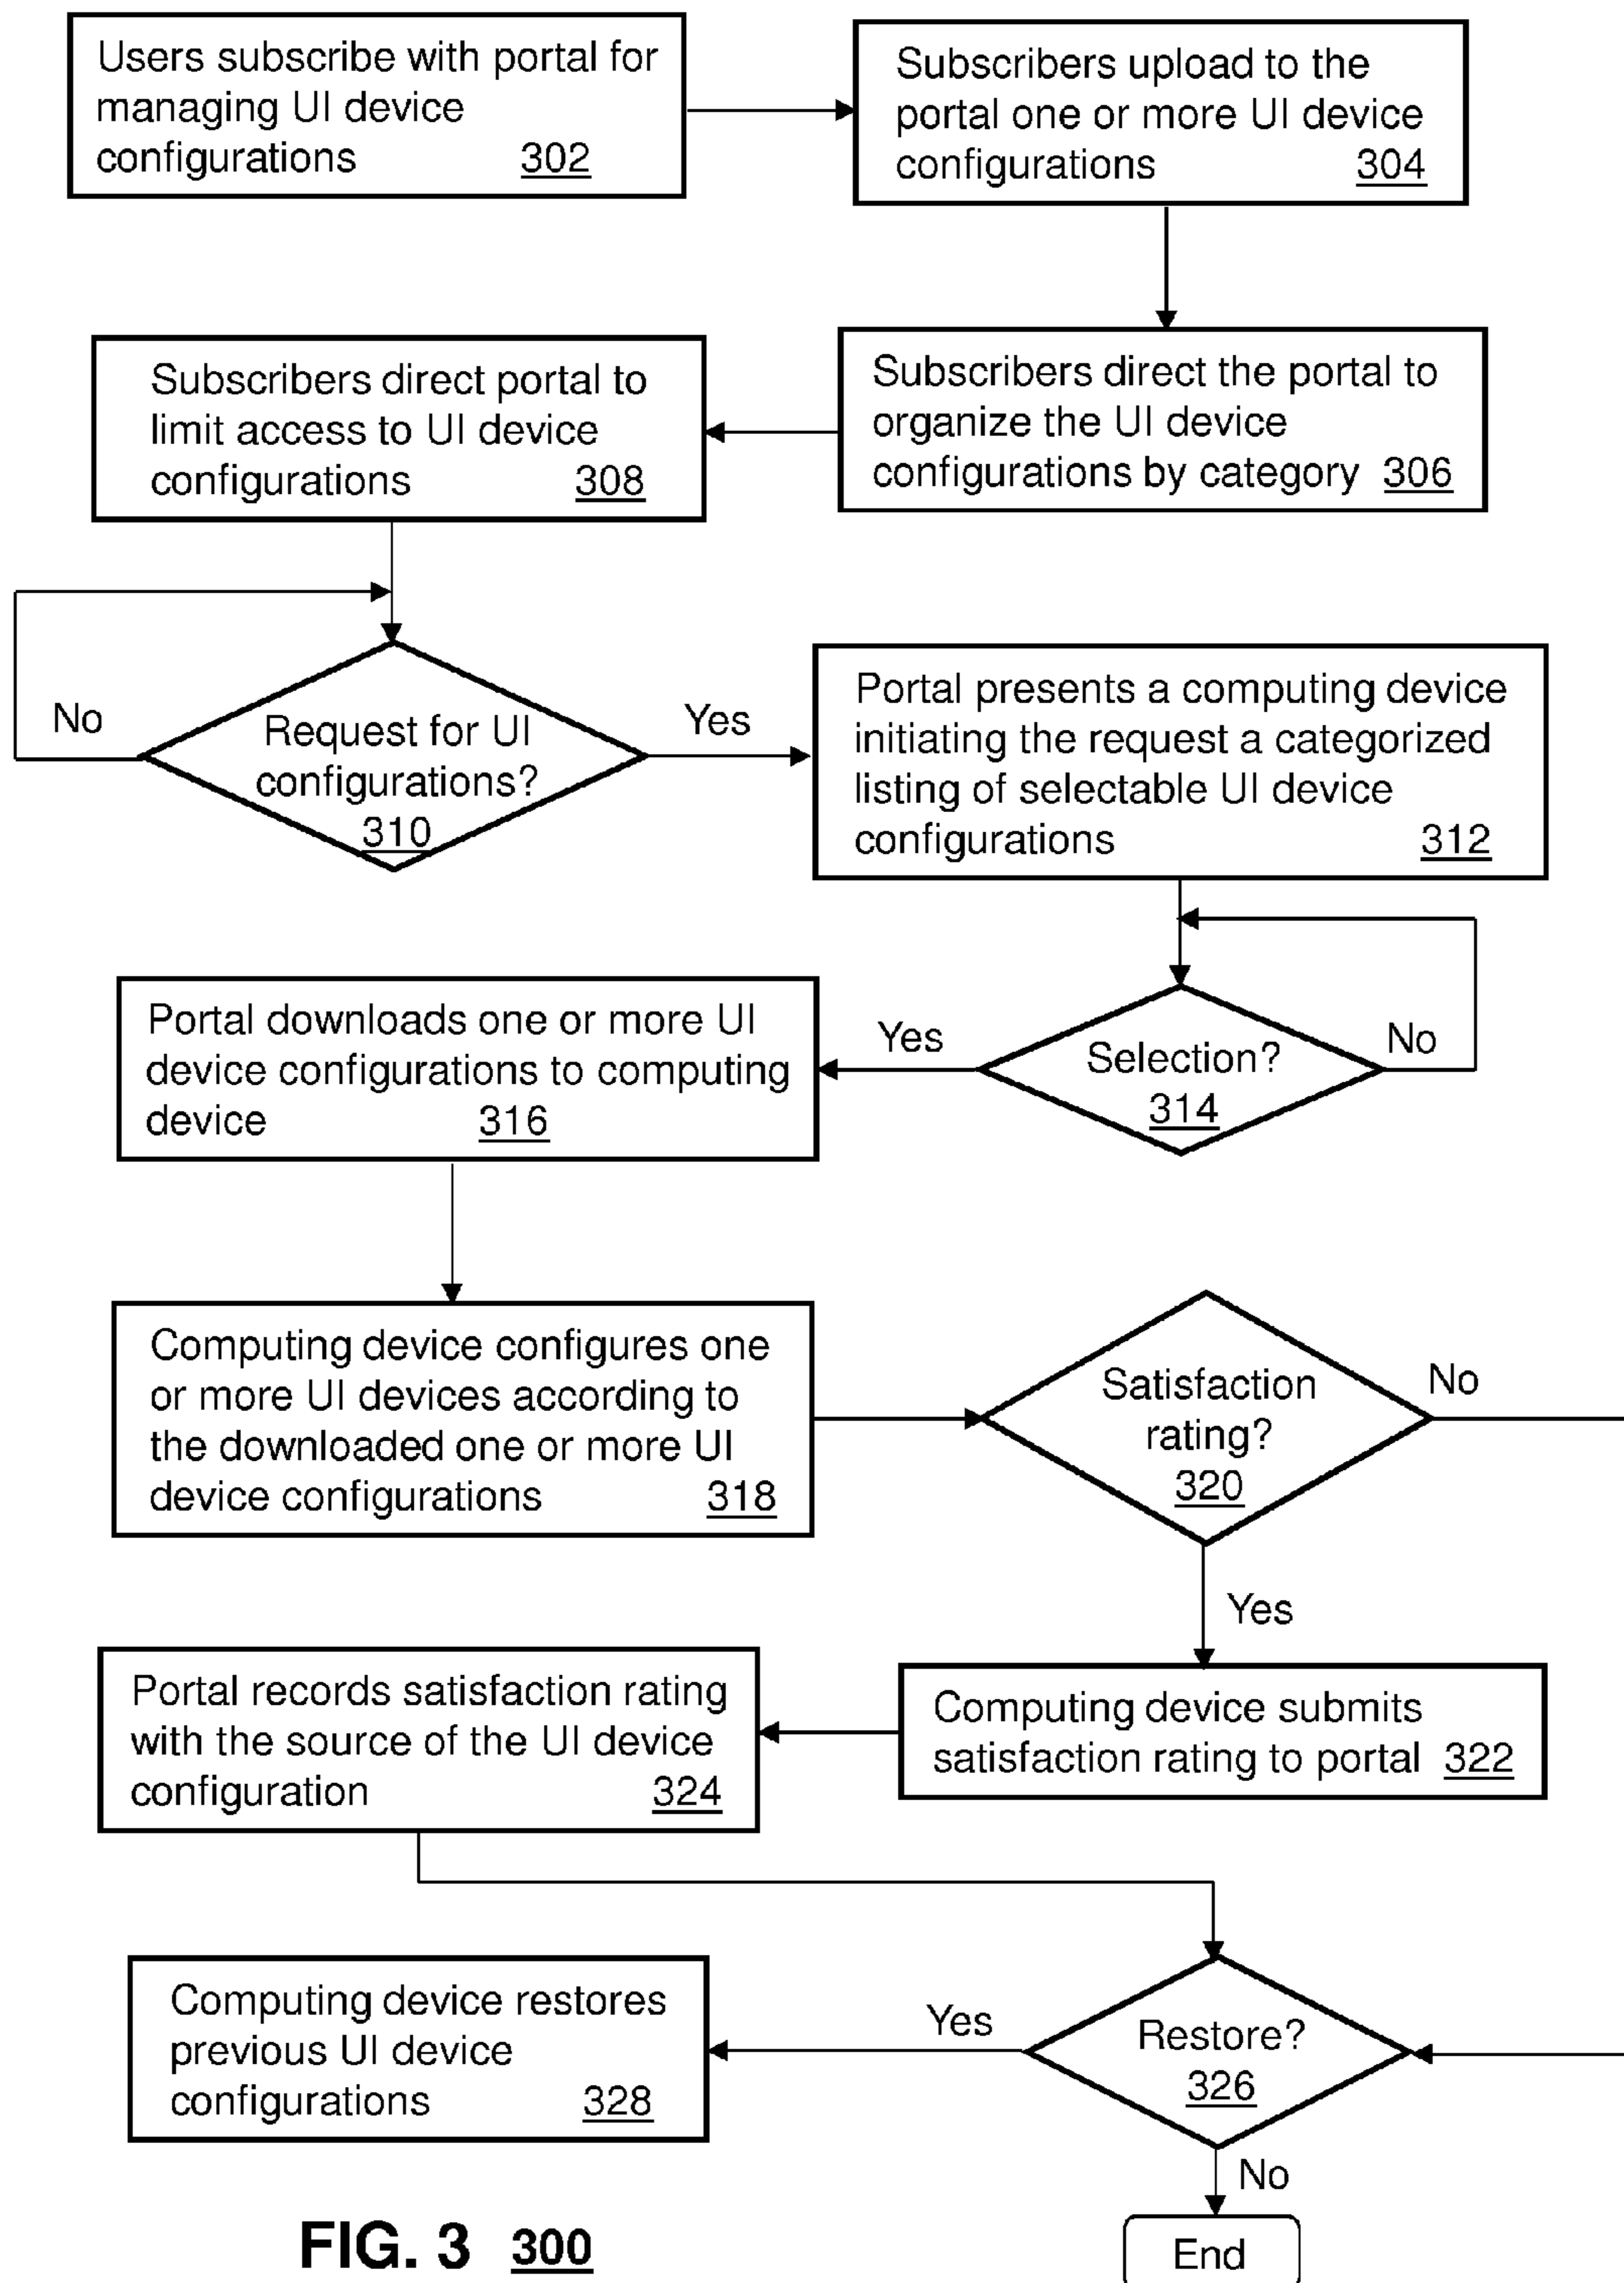 Users subscribe with portal for
managing UI device
configurations 302
Subscribers upload to the
portal one or more UI device
configurations 304
Subscribers direct the portal to
organize the UI device
configurations by category 306
Subscribers direct portal to
limit access to UI device
configurations 308
No
Request for UI
configurations?
310
Yes
Portal presents a computing device
initiating the request a categorized
listing of selectable UI device
configurations 312
Selection?
314
No
Yes
Portal downloads one or more UI
device configurations to computing
device 316
Computing device configures one
or more UI devices according to
the downloaded one or more UI
device configurations 318
Satisfaction
rating?
320
No
Yes
Computing device submits
satisfaction rating to portal 322
Portal records satisfaction rating
with the source of the UI device
configuration 324
Restore?
326
Yes
Computing device restores
previous UI device
configurations 328
No
End
FIG. 3 300